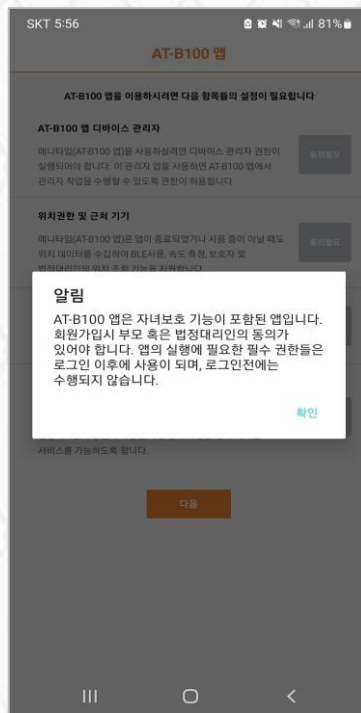 SKT 5:56
81%
AT-B100 앱
AT-B100 앱을 이용하시려면 다음 항목들의 설정이 필요합니다
AT-B100 앱 디바이스 관리자
매니타임(AT-B100 앱)을 사용하실려면 디바이스 관리자 권한이
실행되어야 합니다. 이 관리자 앱을 사용하면 AT-B100 앱에서
관리자 작업을 수행할 수 있도록 권한이 허용됩니다
동의필요
위치권한 및 근처 기기
매니타임(AT-B100 앱)은 앱이 종료되었거나 사용 중이 아닐 때도
위치 데이터를 수집하여 BLE사용, 속도 측정, 보호자 및
법정대리인의 위치 조회 기능을 지원합니다
동의필요
알림
AT-B100 앱은 자녀보호 기능이 포함된 앱입니다.
회원가입시 부모 혹은 법정대리인의 동의가
있어야 합니다. 앱의 실행에 필요한 필수 권한들은
로그인 이후에 사용이 되며, 로그인전에는
수행되지 않습니다.
확인
서비스를 가능하도록 합니다.
다음